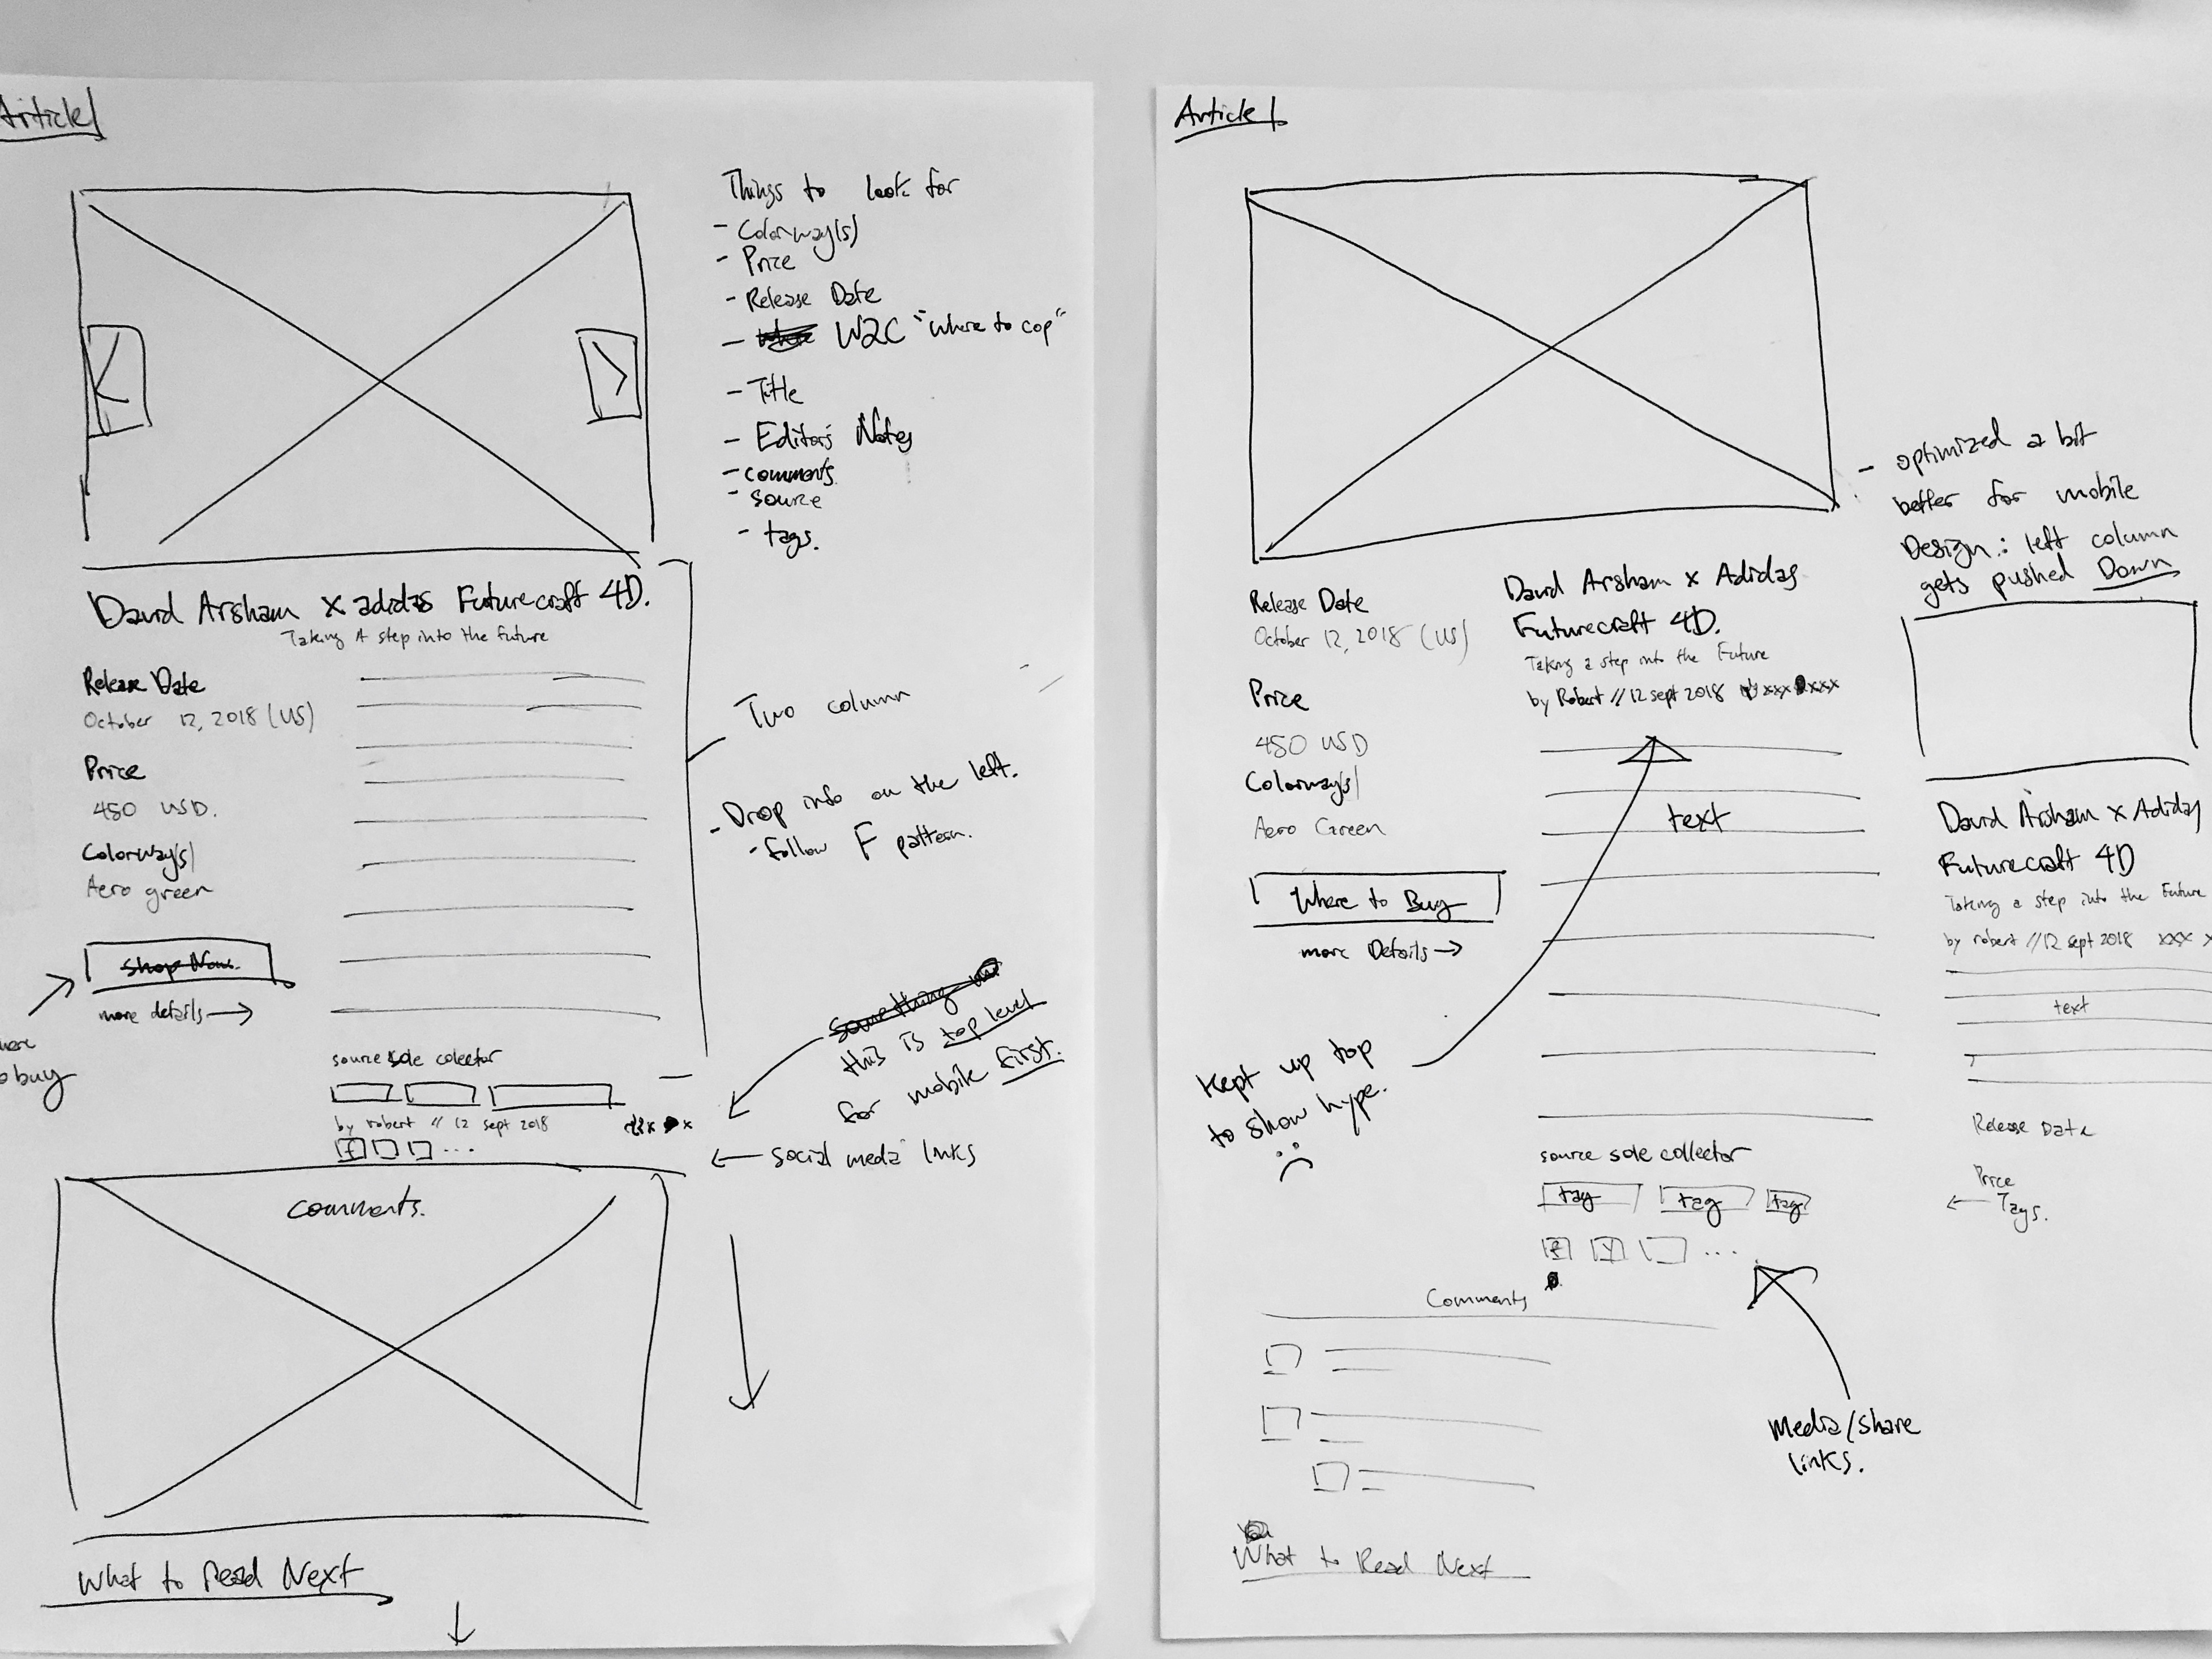 Article
Things to look for
- Colorway(s)
- Price
- Release Date
- W2C "where to cop"
- Title
- Editors Notes
- comments
- source
- tags.
David Arsham x adidas Futurecraft 4D.
Taking A step into the future
Release Date
October 12, 2018 (US)
Price
450 USD.
Colorway(s)
Aero green
Shop Now.
more details →
to buy
Two column
- Drop info on the left.
- follow F pattern.
something
this is top level
for mobile first.
source sole colector
by robert // 12 sept 2018
f
...
← social media links
comments.
What to Read Next
Article
- optimized a bit
better for mobile
Design: left column
gets pushed Down
Release Date
October 12, 2018 (US)
Price
450 USD
Colorway(s)
Aero Green
Where to Buy
more Details →
David Arsham x Adidas
Futurecraft 4D.
Taking a step into the Future
by Robert // 12 sept 2018
text
Kept up top
to show hype.
source sole collector
tag tag tag
f y ...
Comments
media/share
links.
What to Read Next
David Arsham x Adidas
Futurecraft 4D
Taking a step into the Future
by robert // 12 sept 2018 xxx x
text
Release Date
Price
← Tags.